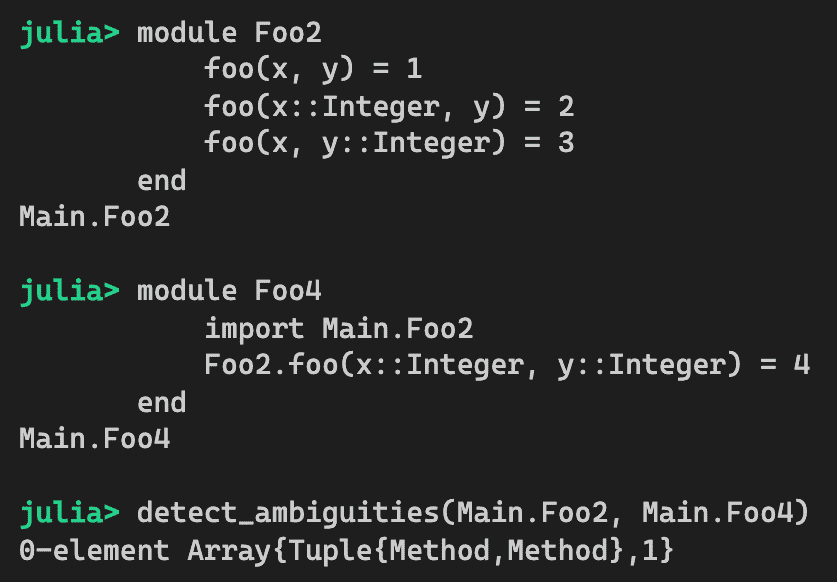 julia> module Foo2
           foo(x, y) = 1
           foo(x::Integer, y) = 2
           foo(x, y::Integer) = 3
       end
Main.Foo2
julia> module Foo4
           import Main.Foo2
           Foo2.foo(x::Integer, y::Integer) = 4
       end
Main.Foo4
julia> detect_ambiguities(Main.Foo2, Main.Foo4)
0-element Array{Tuple{Method,Method},1}